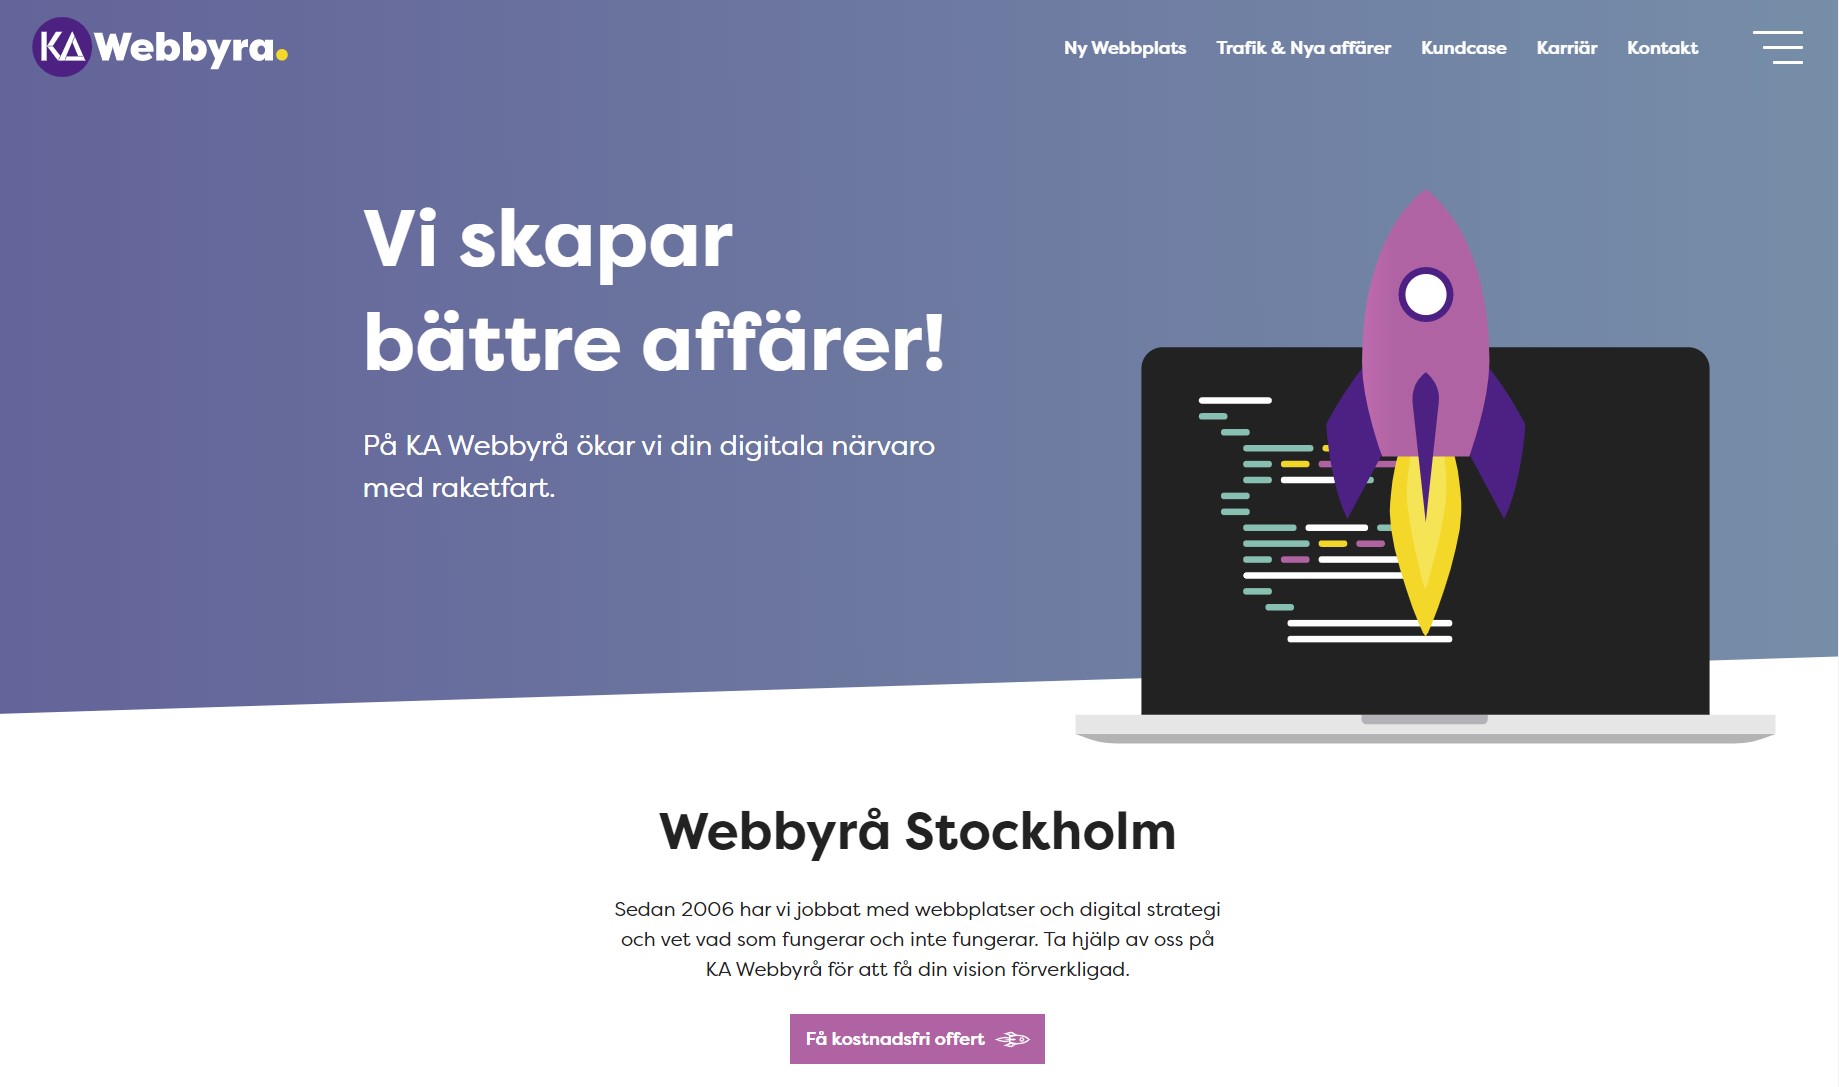 KA Webbyra.
Ny Webbplats
Trafik & Nya affärer
Kundcase
Karriär
Kontakt
Vi skapar
bättre affärer!
På KA Webbyrå ökar vi din digitala närvaro
med raketfart.
Webbyrå Stockholm
Sedan 2006 har vi jobbat med webbplatser och digital strategi
och vet vad som fungerar och inte fungerar. Ta hjälp av oss på
KA Webbyrå för att få din vision förverkligad.
Få kostnadsfri offert